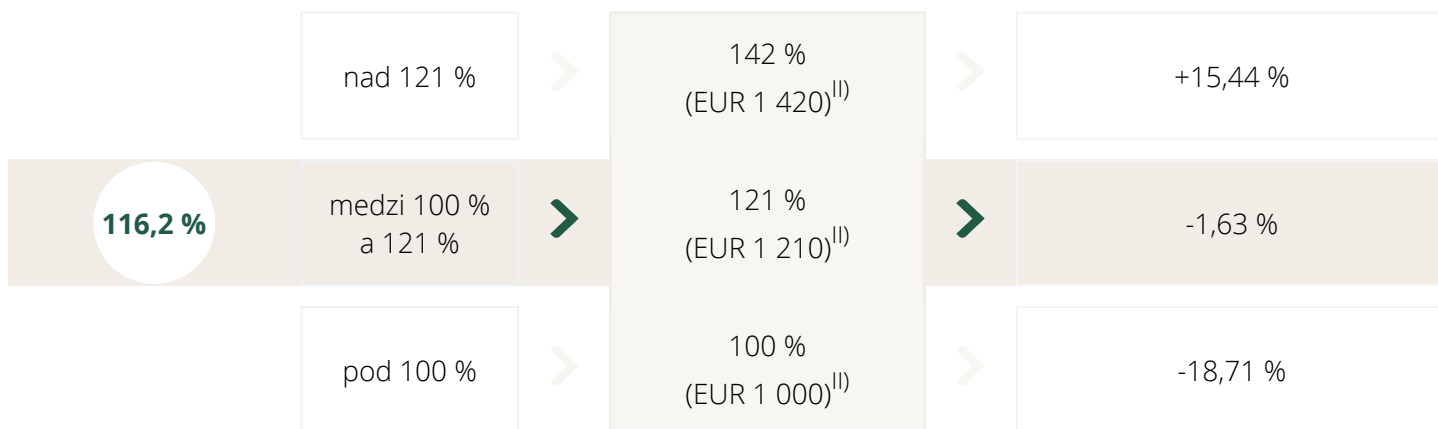 nad 121 %
142 %
(EUR 1 420)II)
+15,44 %
116,2 %
medzi 100 %
a 121 %
121 %
(EUR 1 210)II)
-1,63 %
pod 100 %
100 %
(EUR 1 000)II)
-18,71 %